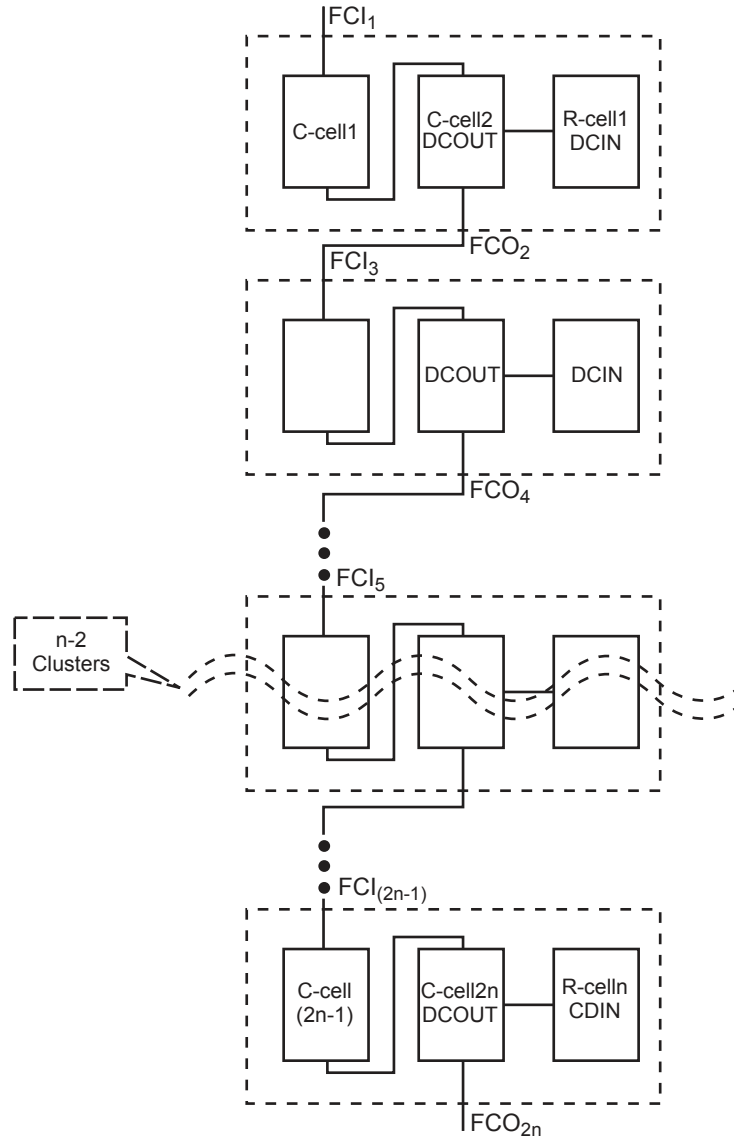 FCI1
C-cell1
C-cell2
DCOUT
R-cell1
DCIN
FCO2
FCI3
DCOUT
DCIN
FCO4
FCI5
n-2
Clusters
FCI(2n-1)
C-cell
(2n-1)
C-cell2n
DCOUT
R-celln
CDIN
FCO2n